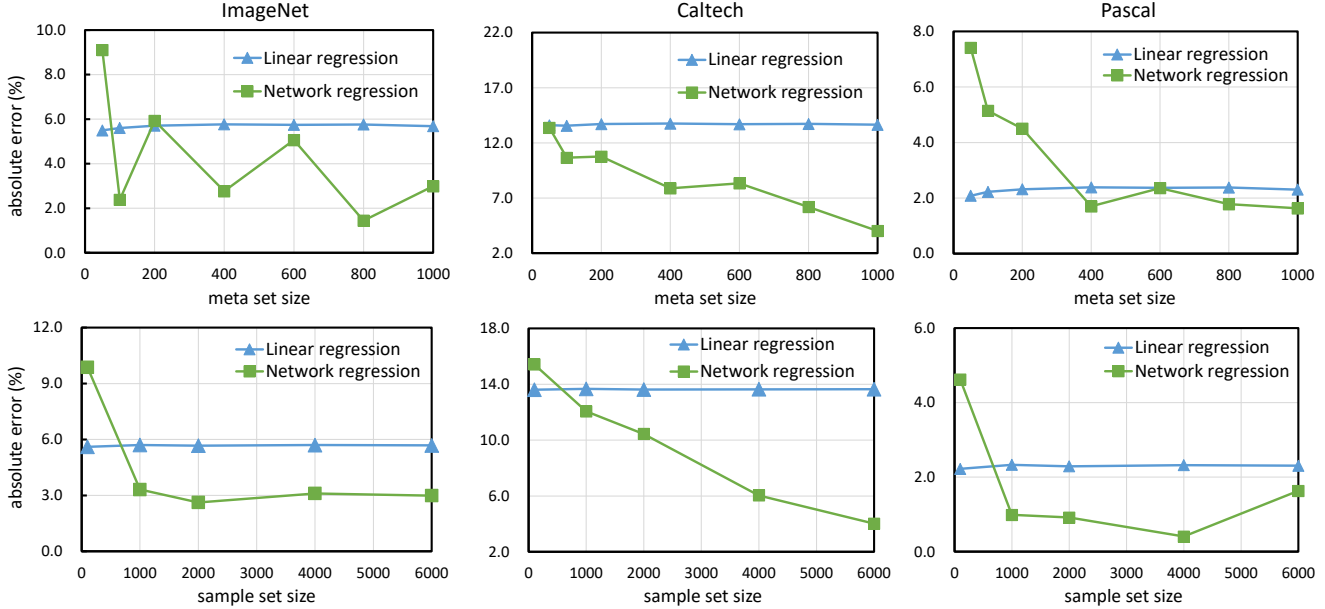 ImageNet
Caltech
Pascal
absolute error (%)
10.0
8.0
6.0
4.0
2.0
0.0
Linear regression
Network regression
0 200 400 600 800 1000
meta set size
22.0
17.0
12.0
7.0
2.0
Linear regression
Network regression
0 200 400 600 800 1000
meta set size
8.0
6.0
4.0
2.0
0.0
Linear regression
Network regression
0 200 400 600 800 1000
meta set size
absolute error (%)
12.0
9.0
6.0
3.0
0.0
Linear regression
Network regression
0 1000 2000 3000 4000 5000 6000
sample set size
18.0
14.0
10.0
6.0
2.0
Linear regression
Network regression
0 1000 2000 3000 4000 5000 6000
sample set size
6.0
4.0
2.0
0.0
Linear regression
Network regression
0 1000 2000 3000 4000 5000 6000
sample set size